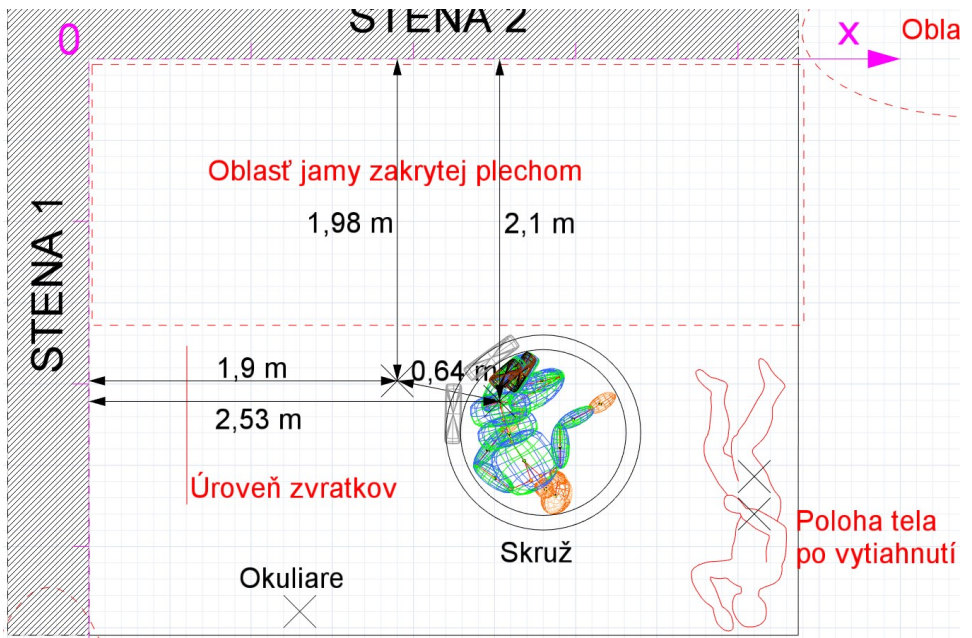 STENA 2
0
x
Obla
Oblasť jamy zakrytej plechom
1,98 m
2,1 m
STENA 1
1,9 m
0,64 m
2,53 m
Úroveň zvratkov
Poloha tela
po vytiahnutí
Skruž
Okuliare